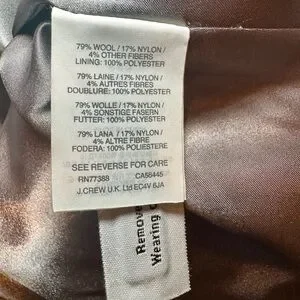 79% WOOL / 17% NYLON /
4% OTHER FIBERS
LINING: 100% POLYESTER
79% LAINE / 17% NYLON /
4% AUTRES FIBRES
DOUBLURE: 100% POLYESTER
79% WOLLE / 17% NYLON /
4% SONSTIGE FASERN
FUTTER: 100% POLYESTER
79% LANA / 17% NYLON /
4% ALTRE FIBRE
FODERA: 100% POLIESTERE
SEE REVERSE FOR CARE
RN77388 CA58445
J.CREW U.K. Ltd EC4V 6JA
Remove
Wearing